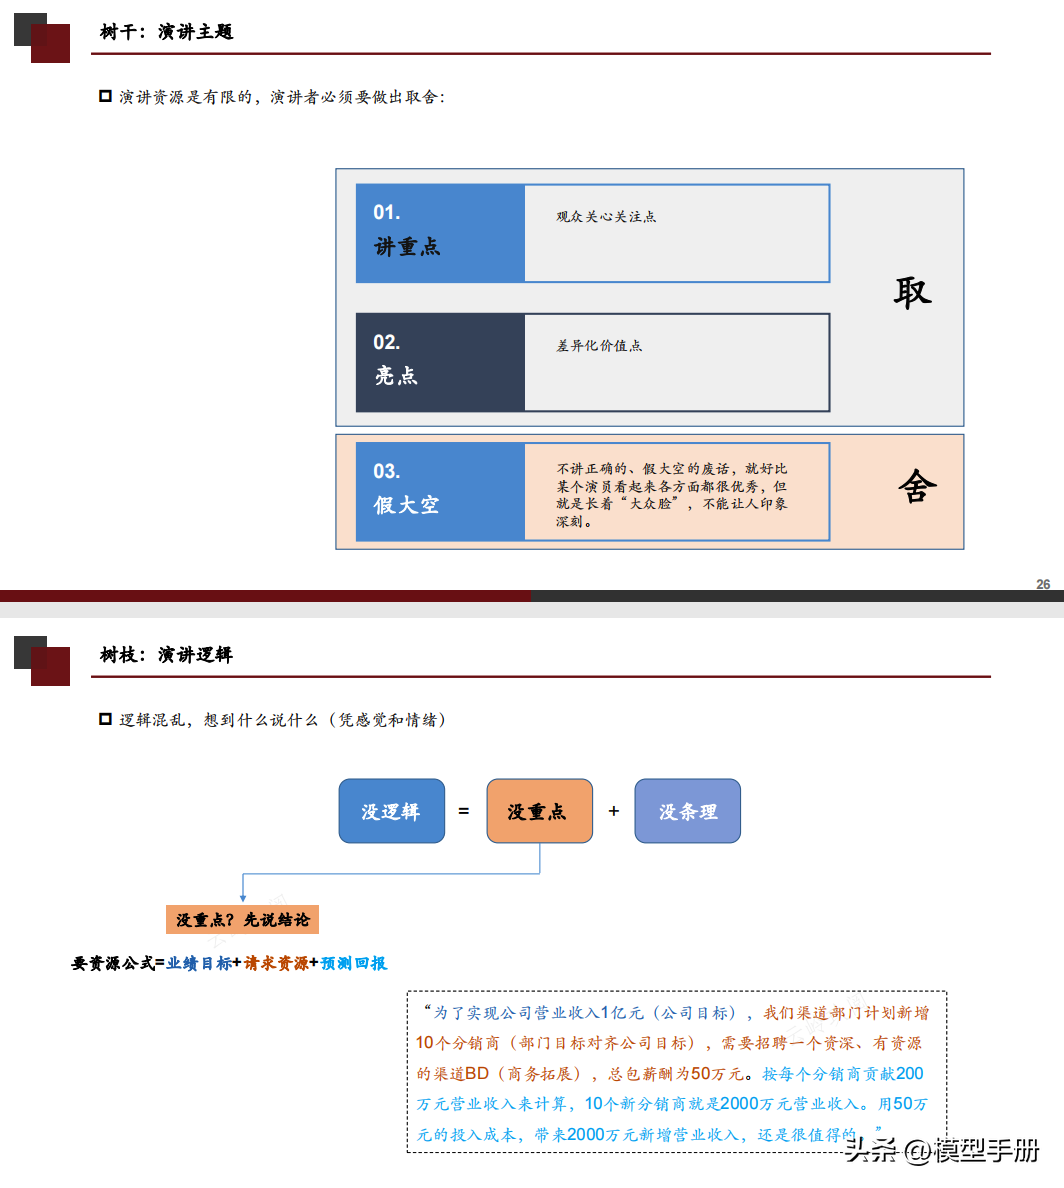 树干：演讲主题
演讲资源是有限的，演讲者必须要做出取舍：
01.
讲重点
观众关心关注点
02.
亮点
差异化价值点
取
03.
假大空
不讲正确的、假大空的废话，就好比
某个演员看起来各方面都很优秀，但
就是长着“大众脸”，不能让人印象
深刻。
舍
26
树枝：演讲逻辑
逻辑混乱，想到什么说什么（凭感觉和情绪）
没逻辑 = 没重点 + 没条理
没重点？先说结论
要资源公式=业绩目标+请求资源+预测回报
“为了实现公司营业收入1亿元（公司目标），我们渠道部门计划新增
10个分销商（部门目标对齐公司目标），需要招聘一个资深、有资源
的渠道BD（商务拓展），总包薪酬为50万元。按每个分销商贡献200
万元营业收入来计算，10个新分销商就是2000万元营业收入。用50万
元的投入成本，带来2000万元新增营业收入，还是很值得的。”
头条 @模型手册